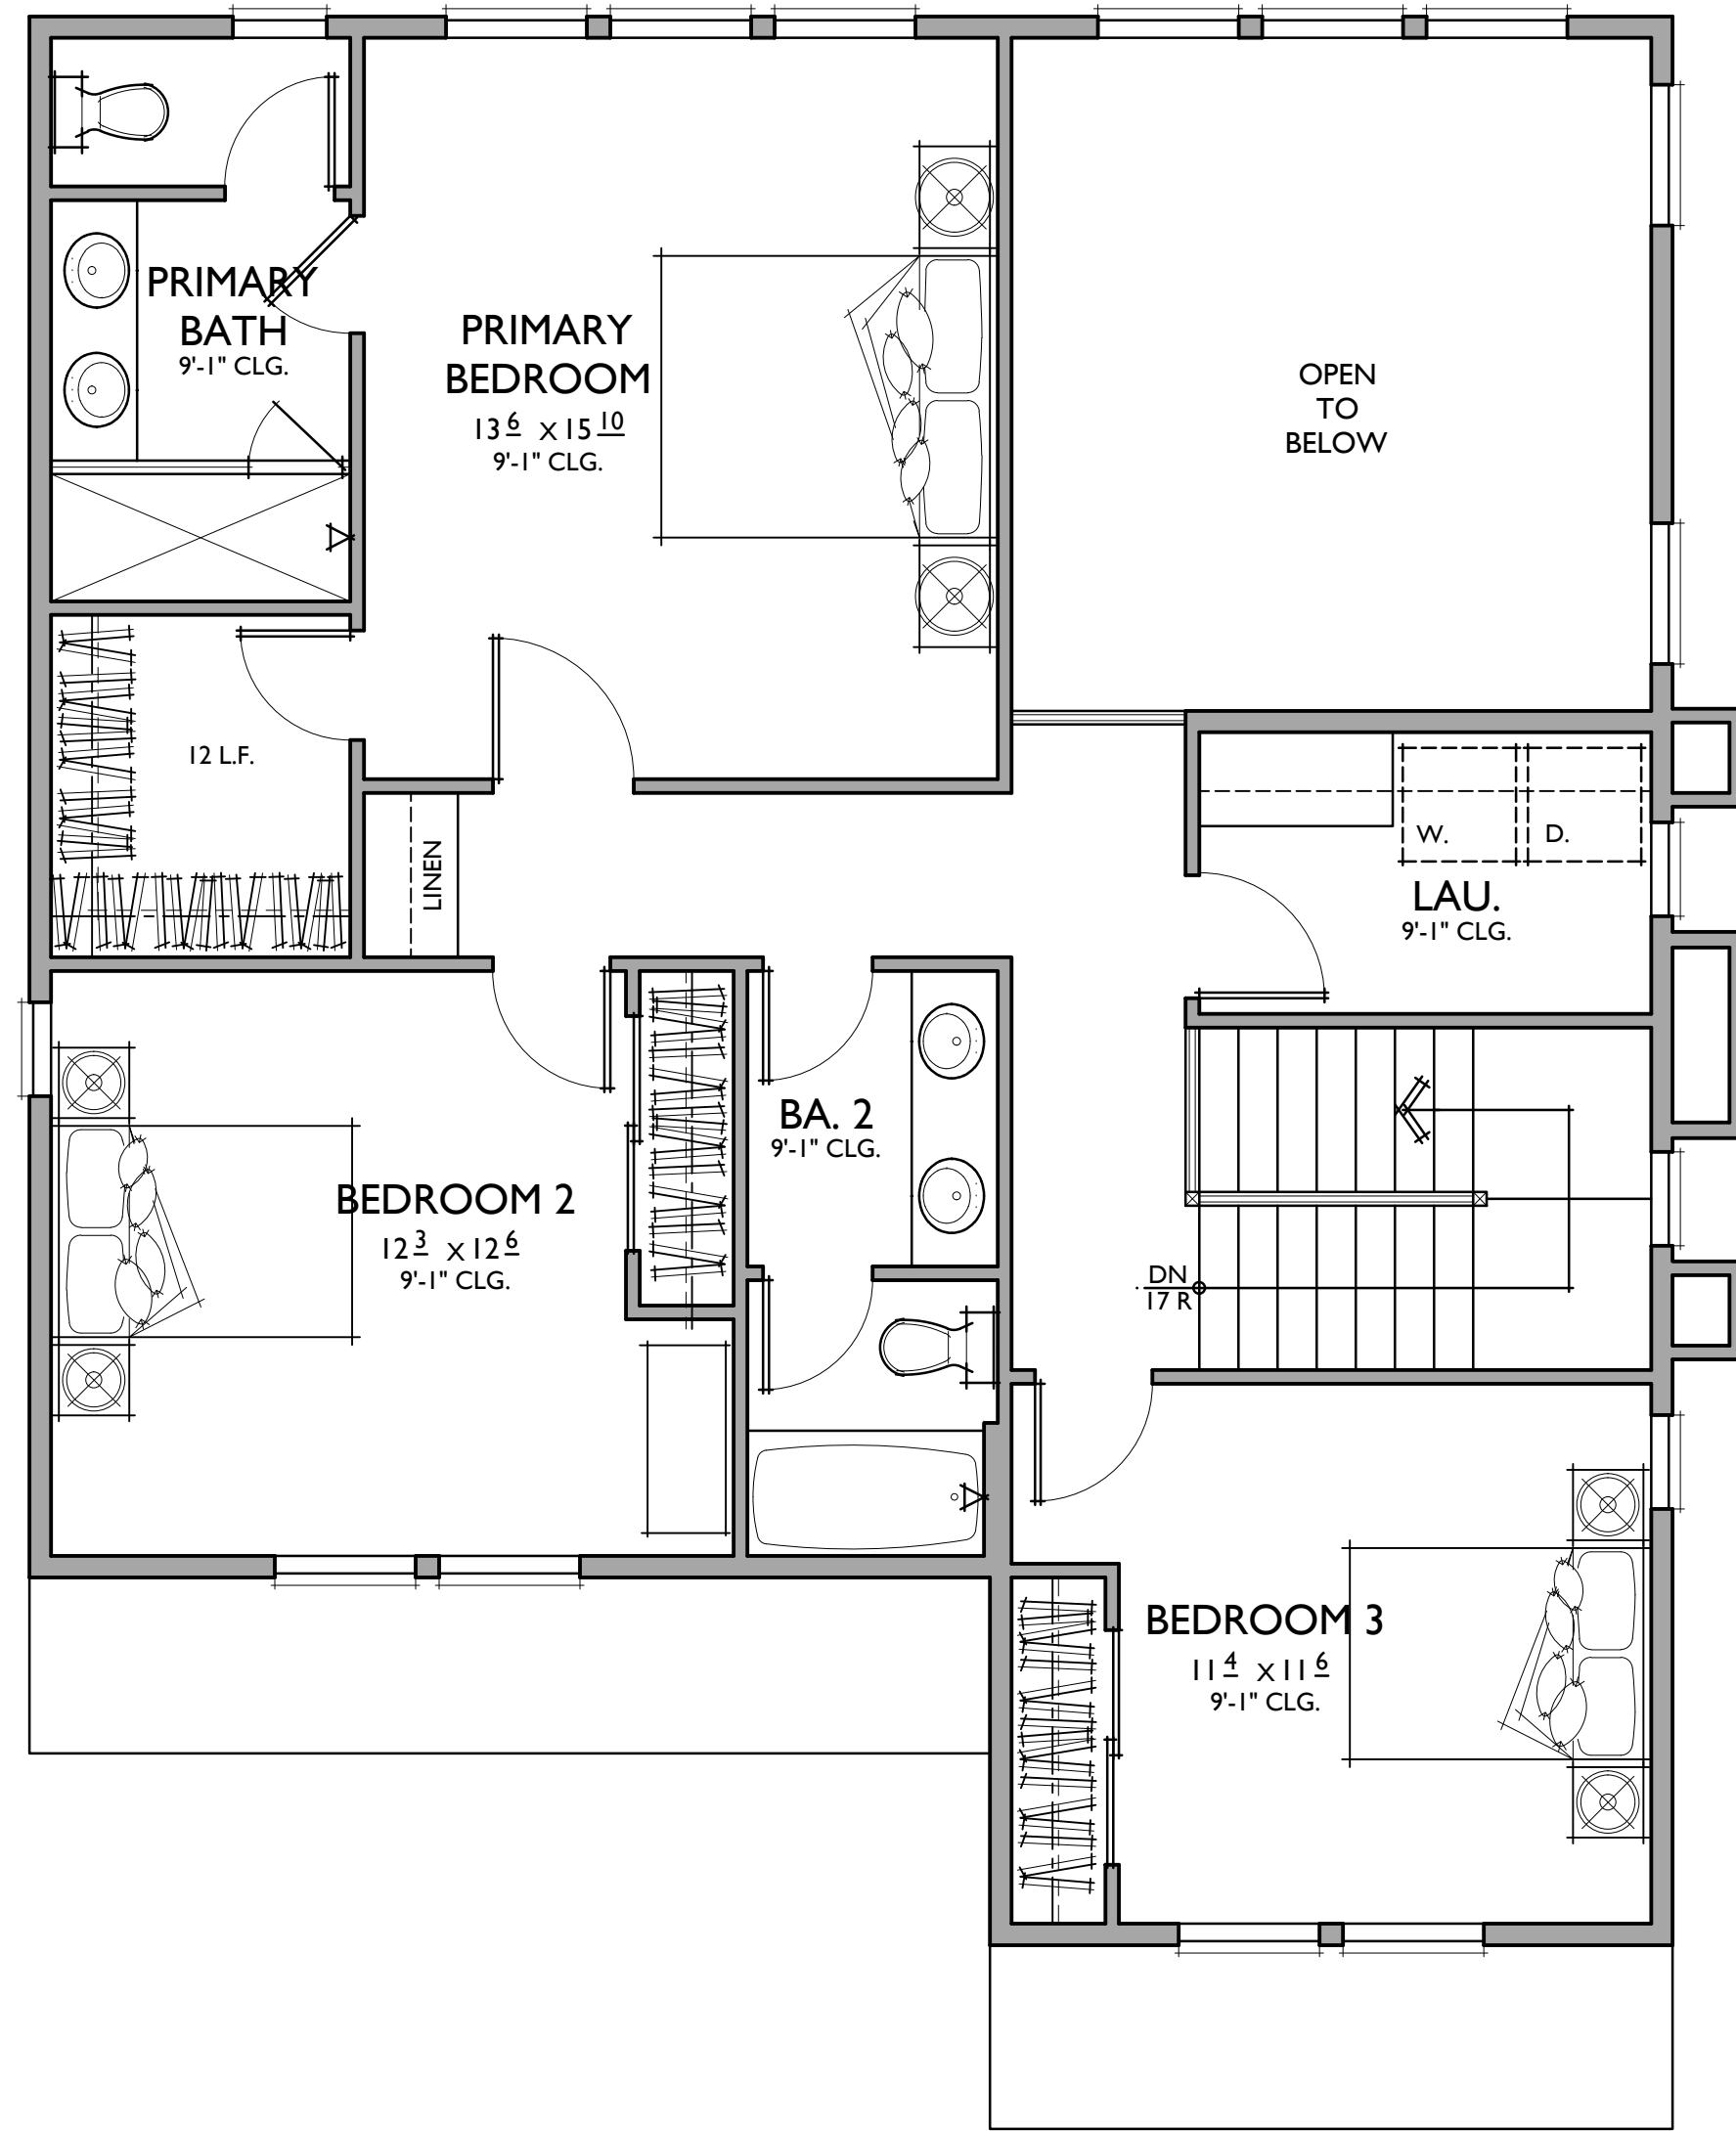 PRIMARY
BATH
9'-1" CLG.
PRIMARY
BEDROOM
13 6 X 15 10
9'-1" CLG.
OPEN
TO
BELOW
12 L.F.
LINEN
W. D.
LAU.
9'-1" CLG.
BA. 2
9'-1" CLG.
BEDROOM 2
12 3 X 12 6
9'-1" CLG.
DN
17 R
BEDROOM 3
11 4 X 11 6
9'-1" CLG.